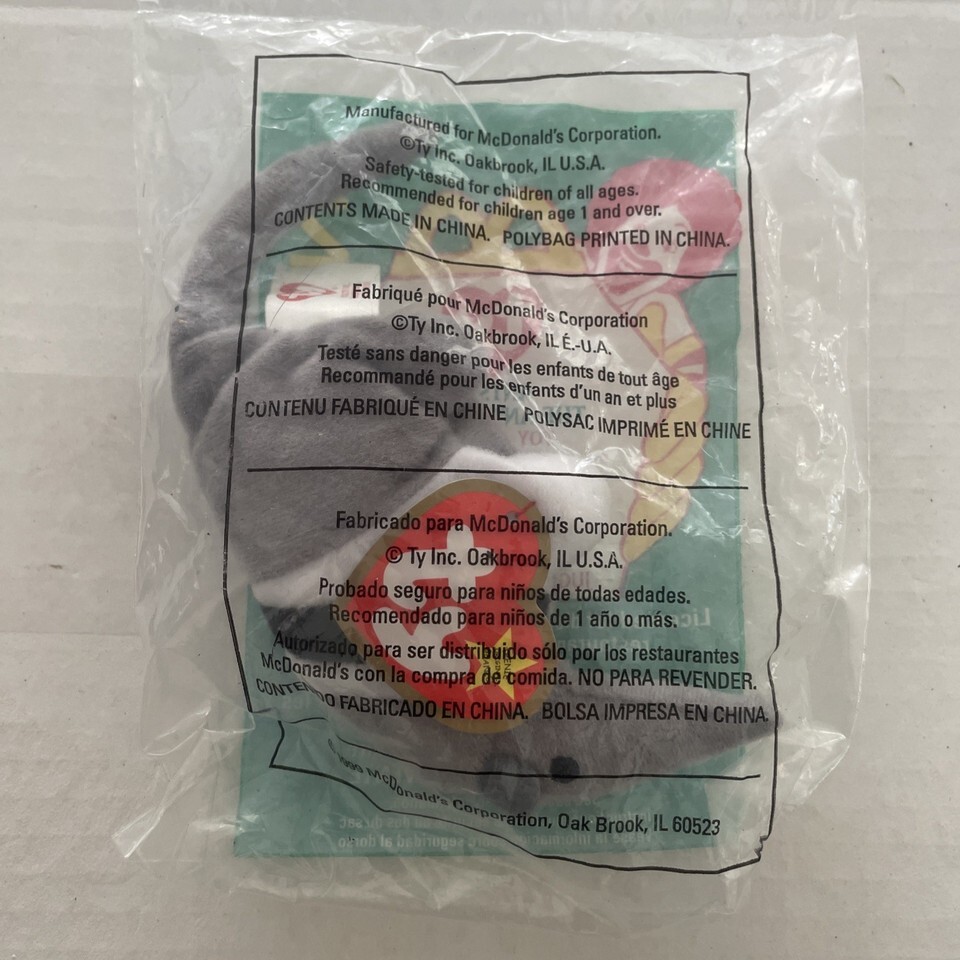 Manufactured for McDonald's Corporation.
©Ty Inc. Oakbrook, IL U.S.A.
Safety-tested for children of all ages.
Recommended for children age 1 and over.
CONTENTS MADE IN CHINA. POLYBAG PRINTED IN CHINA.
Fabriqué pour McDonald's Corporation
©Ty Inc. Oakbrook, IL É.-U.A.
Testé sans danger pour les enfants de tout âge
Recommandé pour les enfants d'un an et plus
CONTENU FABRIQUÉ EN CHINE POLYSAC IMPRIMÉ EN CHINE
Fabricado para McDonald's Corporation.
© Ty Inc. Oakbrook, IL U.S.A.
Probado seguro para niños de todas edades.
Recomendado para niños de 1 año o más.
Autorizado para ser distribuido sólo por los restaurantes
McDonald's con la compra de comida. NO PARA REVENDER.
CONTENIDO FABRICADO EN CHINA. BOLSA IMPRESA EN CHINA.
ty
© 1999 McDonald's Corporation, Oak Brook, IL 60523